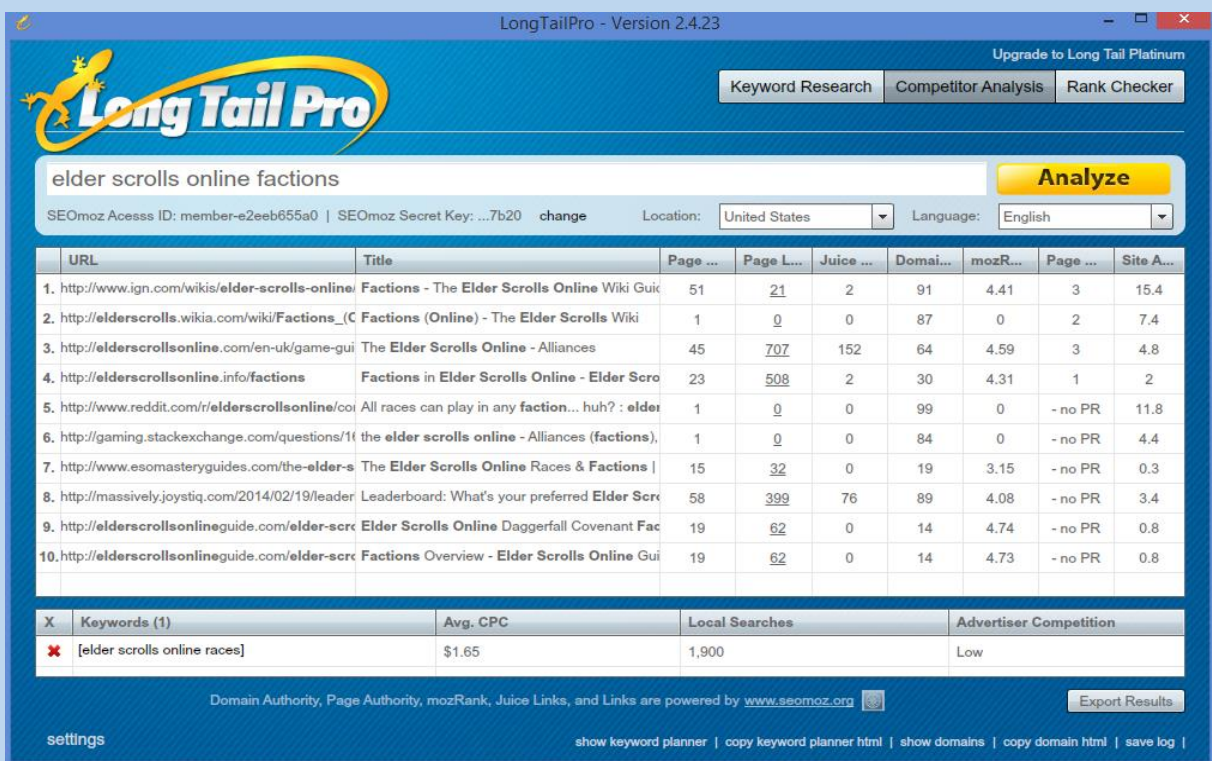 LongTailPro - Version 2.4.23
Upgrade to Long Tail Platinum
Long Tail Pro
Keyword Research Competitor Analysis Rank Checker
elder scrolls online factions Analyze
SEOmoz Acesss ID: member-e2eeb655a0 | SEOmoz Secret Key: ...7b20 change Location: United States Language: English
URL Title Page ... Page L... Juice ... Domai... mozR... Page ... Site A...
1. http://www.ign.com/wikis/elder-scrolls-online/ Factions - The Elder Scrolls Online Wiki Guid 51 21 2 91 4.41 3 15.4
2. http://elderscrolls.wikia.com/wiki/Factions_(O Factions (Online) - The Elder Scrolls Wiki 1 0 0 87 0 2 7.4
3. http://elderscrollsonline.com/en-uk/game-gui The Elder Scrolls Online - Alliances 45 707 152 64 4.59 3 4.8
4. http://elderscrollsonline.info/factions Factions in Elder Scrolls Online - Elder Scro 23 508 2 30 4.31 1 2
5. http://www.reddit.com/r/elderscrollsonline/co All races can play in any faction... huh? : elder 1 0 0 99 0 - no PR 11.8
6. http://gaming.stackexchange.com/questions/16 the elder scrolls online - Alliances (factions), 1 0 0 84 0 - no PR 4.4
7. http://www.esomasteryguides.com/the-elder-s The Elder Scrolls Online Races & Factions | 15 32 0 19 3.15 - no PR 0.3
8. http://massively.joystiq.com/2014/02/19/leader Leaderboard: What's your preferred Elder Scro 58 399 76 89 4.08 - no PR 3.4
9. http://elderscrollsonlineguide.com/elder-scro Elder Scrolls Online Daggerfall Covenant Fac 19 62 0 14 4.74 - no PR 0.8
10. http://elderscrollsonlineguide.com/elder-scro Factions Overview - Elder Scrolls Online Gui 19 62 0 14 4.73 - no PR 0.8
X Keywords (1) Avg. CPC Local Searches Advertiser Competition
[elder scrolls online races] $1.65 1,900 Low
Domain Authority, Page Authority, mozRank, Juice Links, and Links are powered by www.seomoz.org Export Results
settings show keyword planner | copy keyword planner html | show domains | copy domain html | save log |